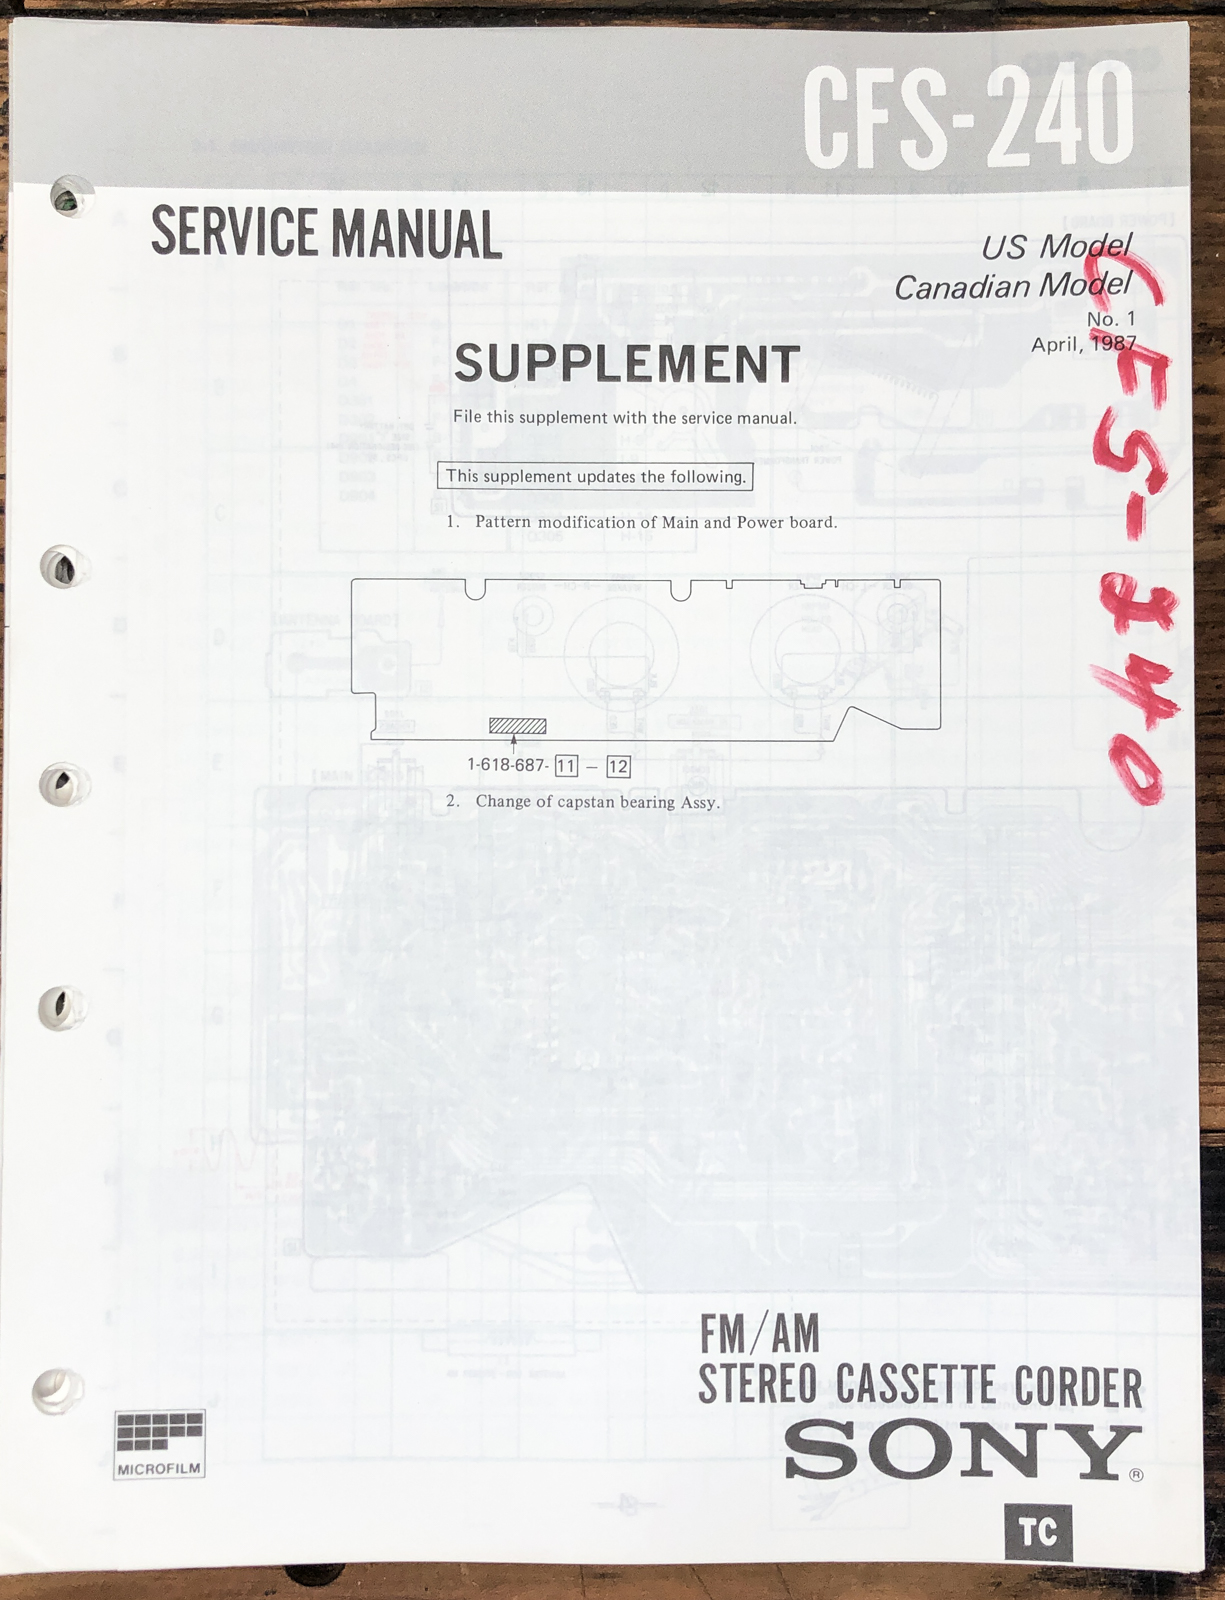 CFS-240
SERVICE MANUAL
US Model
Canadian Model
No. 1
April, 1987
SUPPLEMENT
File this supplement with the service manual.
This supplement updates the following.
1. Pattern modification of Main and Power board.
1-618-687- 11 – 12
2. Change of capstan bearing Assy.
CFS-240
FM/AM
STEREO CASSETTE CORDER
SONY®
MICROFILM
TC